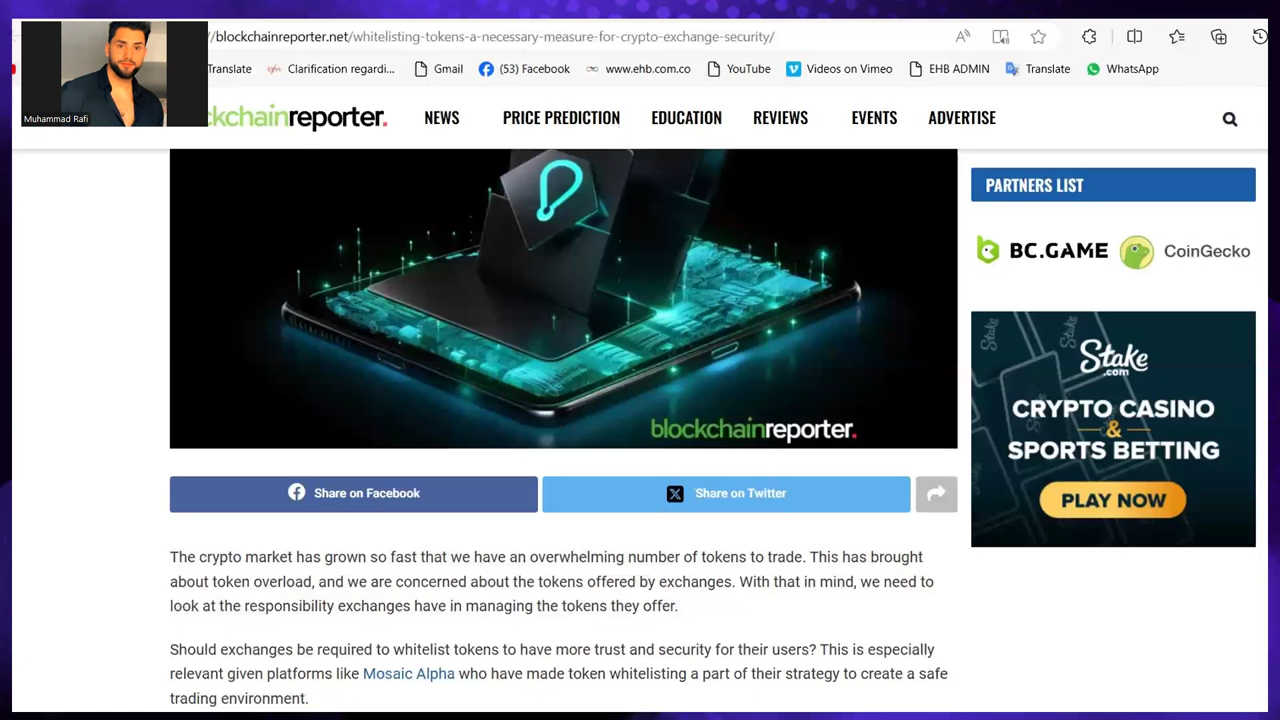 //blockchainreporter.net/whitelisting-tokens-a-necessary-measure-for-crypto-exchange-security/
Translate Clarification regardi... Gmail (53) Facebook www.ehb.com.co YouTube Videos on Vimeo EHB ADMIN Translate WhatsApp
Muhammad Rafi
ckchainreporter.
NEWS PRICE PREDICTION EDUCATION REVIEWS EVENTS ADVERTISE
PARTNERS LIST
BC.GAME CoinGecko
blockchainreporter.
Stake
.com
CRYPTO CASINO
&
SPORTS BETTING
PLAY NOW
Share on Facebook
Share on Twitter
The crypto market has grown so fast that we have an overwhelming number of tokens to trade. This has brought
about token overload, and we are concerned about the tokens offered by exchanges. With that in mind, we need to
look at the responsibility exchanges have in managing the tokens they offer.
Should exchanges be required to whitelist tokens to have more trust and security for their users? This is especially
relevant given platforms like Mosaic Alpha who have made token whitelisting a part of their strategy to create a safe
trading environment.